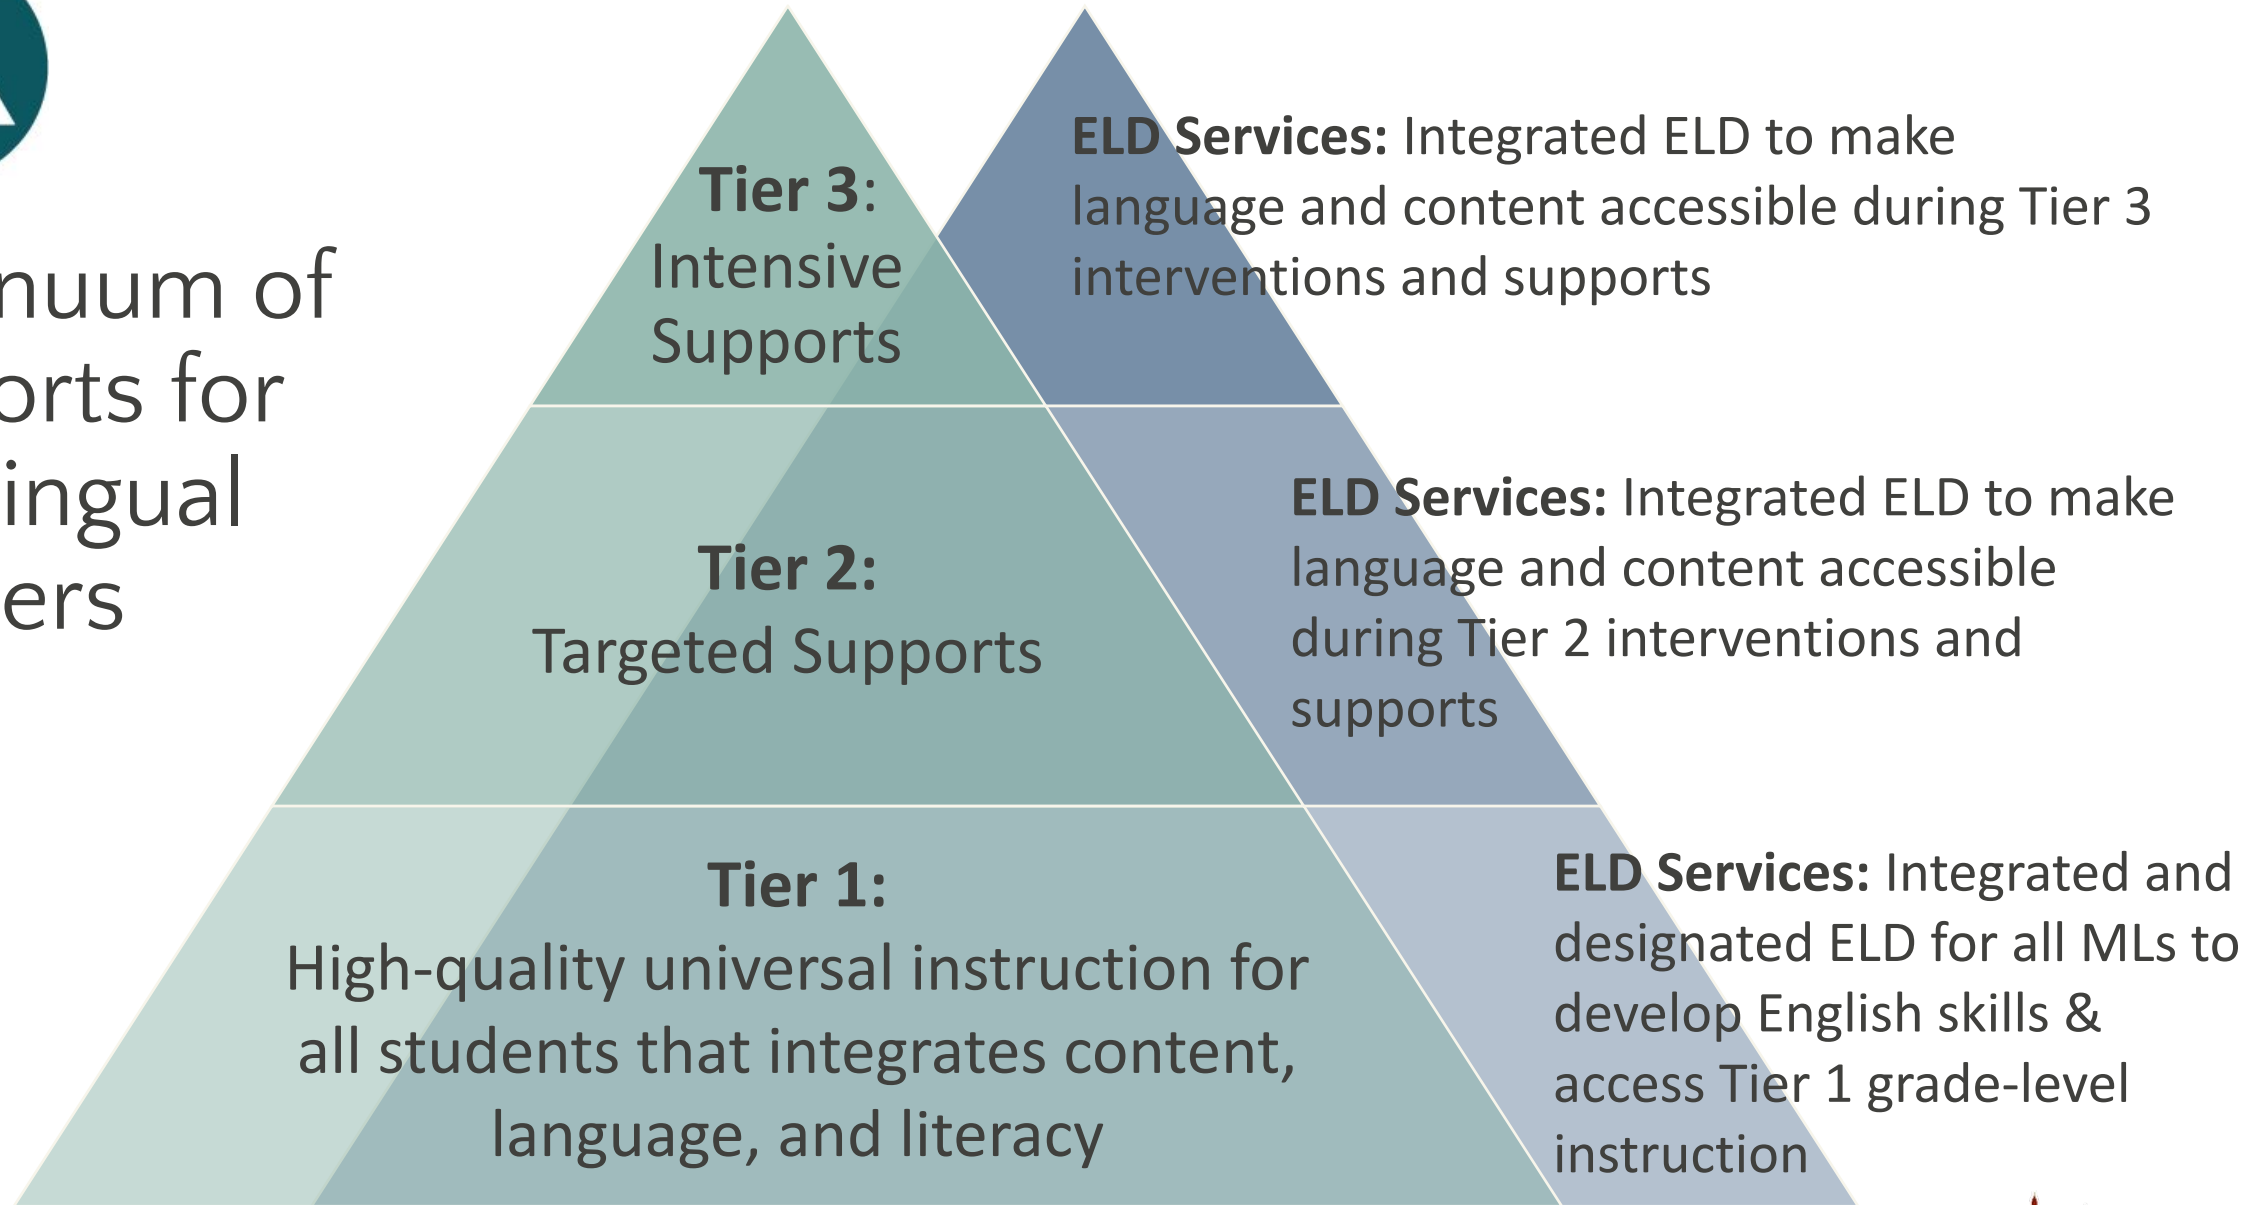 nuum of
orts for
ingual
ers
Tier 3:
Intensive
Supports
ELD Services: Integrated ELD to make
language and content accessible during Tier 3
interventions and supports
Tier 2:
Targeted Supports
ELD Services: Integrated ELD to make
language and content accessible
during Tier 2 interventions and
supports
Tier 1:
High-quality universal instruction for
all students that integrates content,
language, and literacy
ELD Services: Integrated and
designated ELD for all MLs to
develop English skills &
access Tier 1 grade-level
instruction